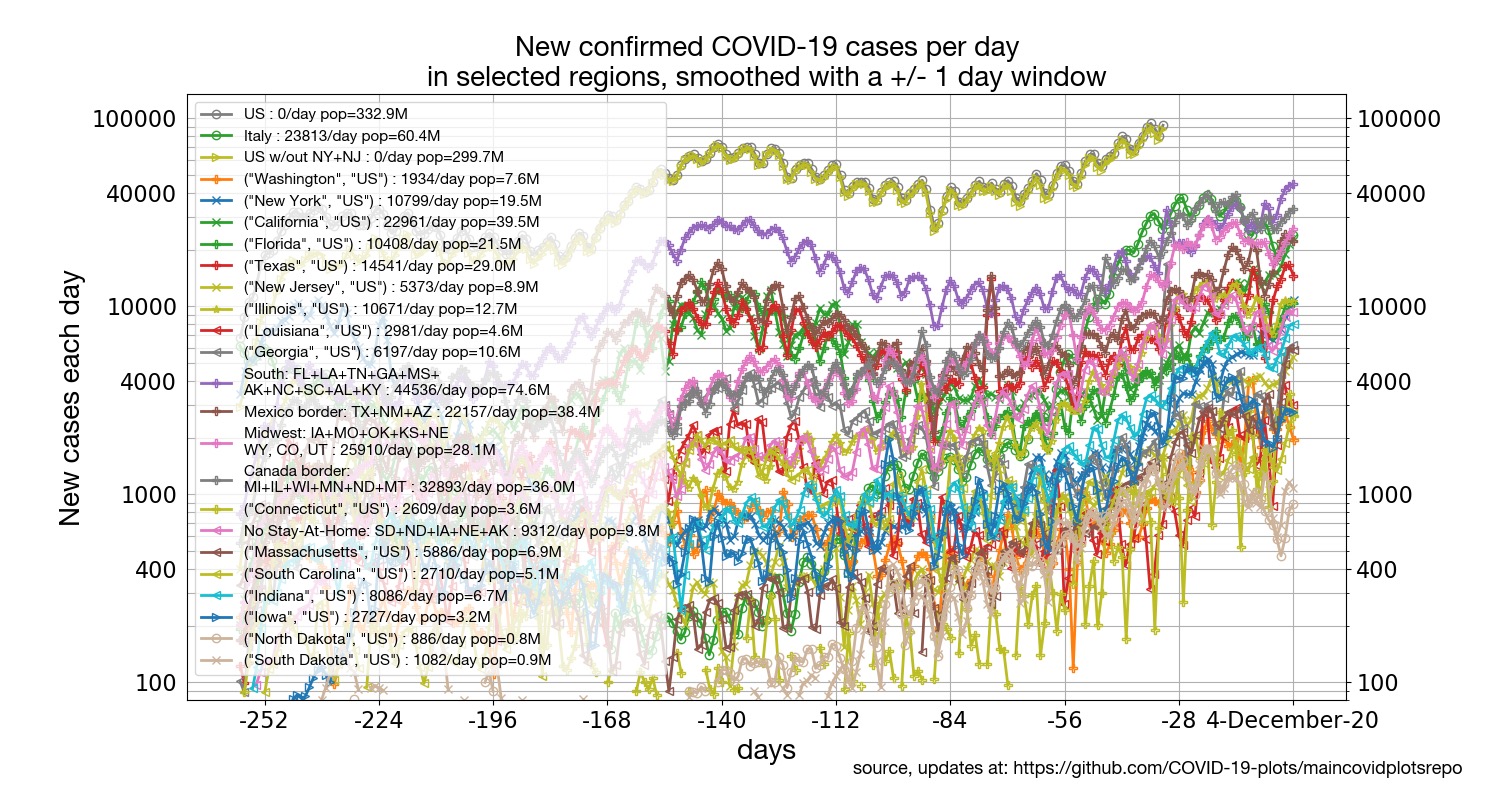 New confirmed COVID-19 cases per day
in selected regions, smoothed with a +/- 1 day window
New cases each day
100000
40000
10000
4000
1000
400
100
US : 0/day pop=332.9M
Italy : 23813/day pop=60.4M
US w/out NY+NJ : 0/day pop=299.7M
("Washington", "US") : 1934/day pop=7.6M
("New York", "US") : 10799/day pop=19.5M
("California", "US") : 22961/day pop=39.5M
("Florida", "US") : 10408/day pop=21.5M
("Texas", "US") : 14541/day pop=29.0M
("New Jersey", "US") : 5373/day pop=8.9M
("Illinois", "US") : 10671/day pop=12.7M
("Louisiana", "US") : 2981/day pop=4.6M
("Georgia", "US") : 6197/day pop=10.6M
South: FL+LA+TN+GA+MS+
AK+NC+SC+AL+KY : 44536/day pop=74.6M
Mexico border: TX+NM+AZ : 22157/day pop=38.4M
Midwest: IA+MO+OK+KS+NE
WY, CO, UT : 25910/day pop=28.1M
Canada border:
MI+IL+WI+MN+ND+MT : 32893/day pop=36.0M
("Connecticut", "US") : 2609/day pop=3.6M
No Stay-At-Home: SD+ND+IA+NE+AK : 9312/day pop=9.8M
("Massachusetts", "US") : 5886/day pop=6.9M
("South Carolina", "US") : 2710/day pop=5.1M
("Indiana", "US") : 8086/day pop=6.7M
("Iowa", "US") : 2727/day pop=3.2M
("North Dakota", "US") : 886/day pop=0.8M
("South Dakota", "US") : 1082/day pop=0.9M
100000
40000
10000
4000
1000
400
100
-252 -224 -196 -168 -140 -112 -84 -56 -28 4-December-20
days
source, updates at: https://github.com/COVID-19-plots/maincovidplotsrepo